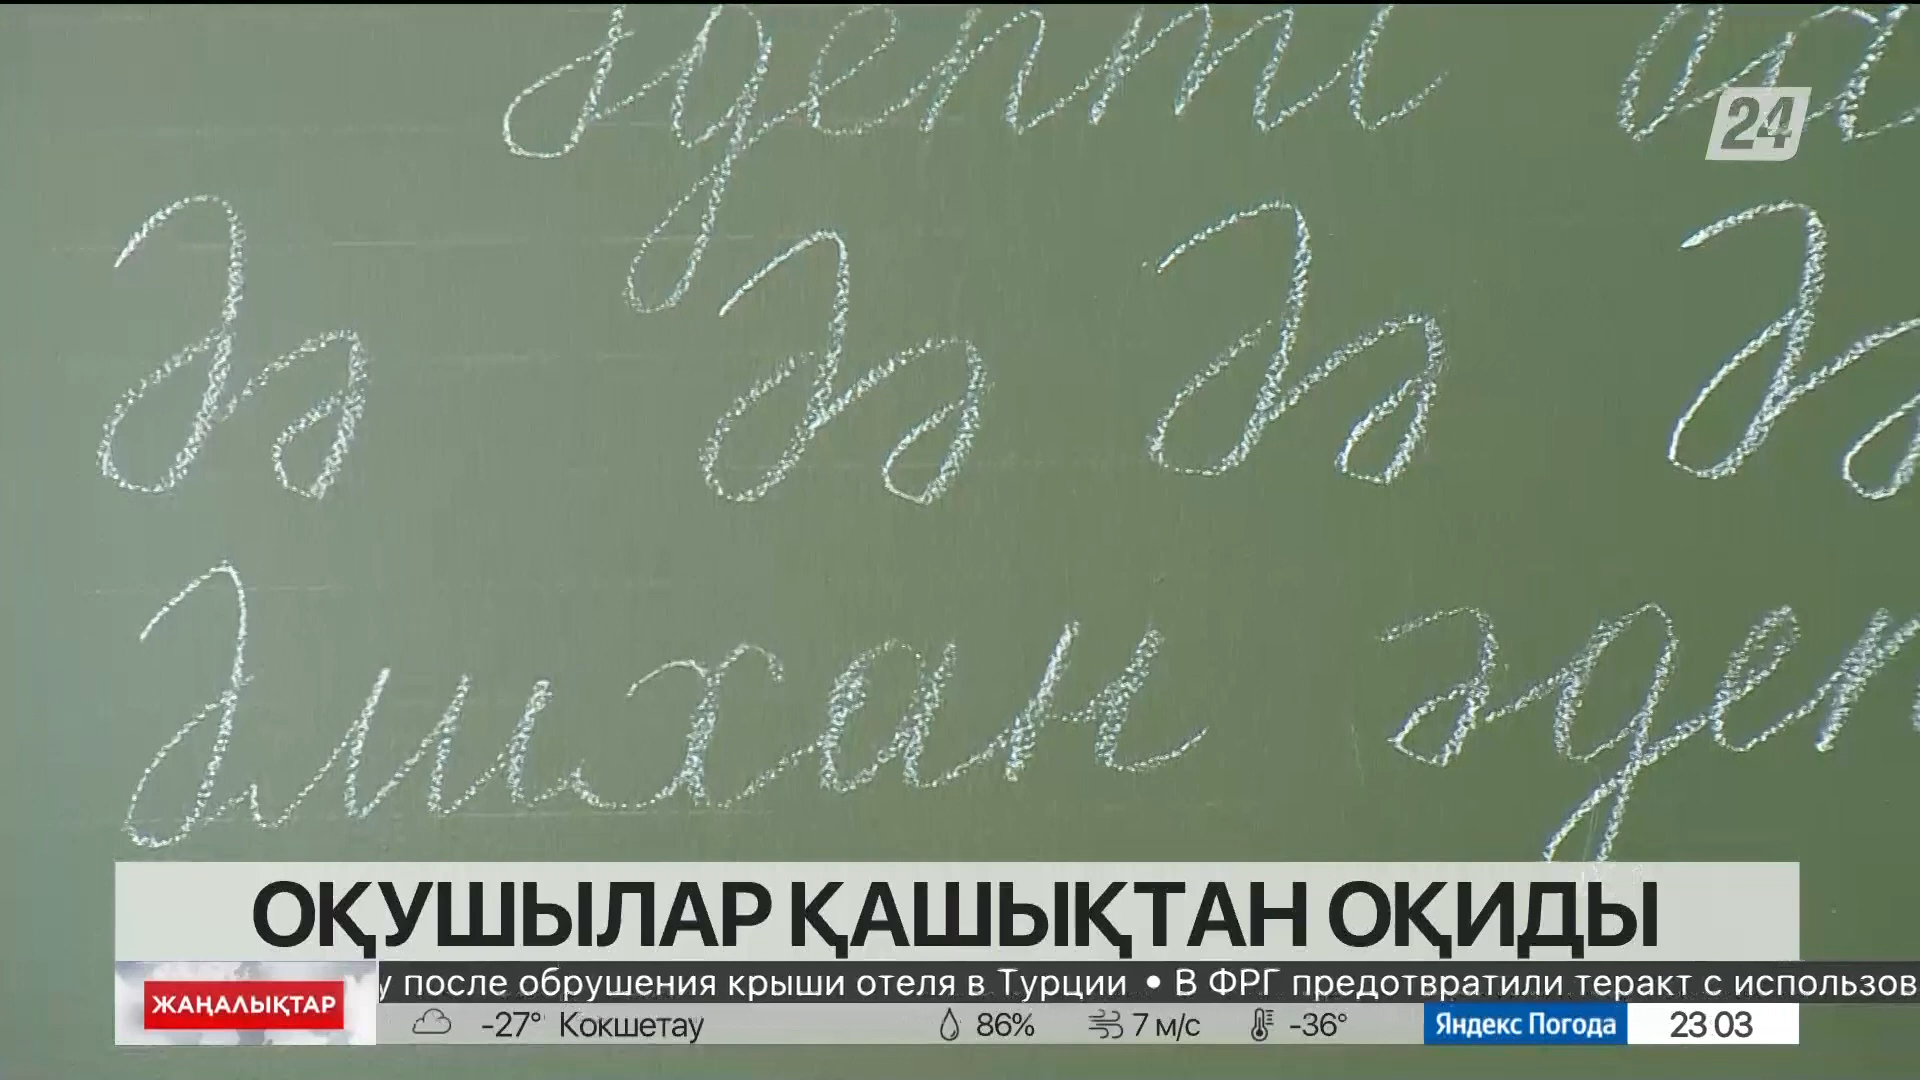 әдепті
24
Әә Әә Әә Әә
Әмихан әдеп
ОҚУШЫЛАР ҚАШЫҚТАН ОҚИДЫ
у после обрушения крыши отеля в Турции • В ФРГ предотвратили теракт с использов
ЖАҢАЛЫҚТАР
-27° Кокшетау 86% 7 м/с -36° Яндекс Погода 23 03